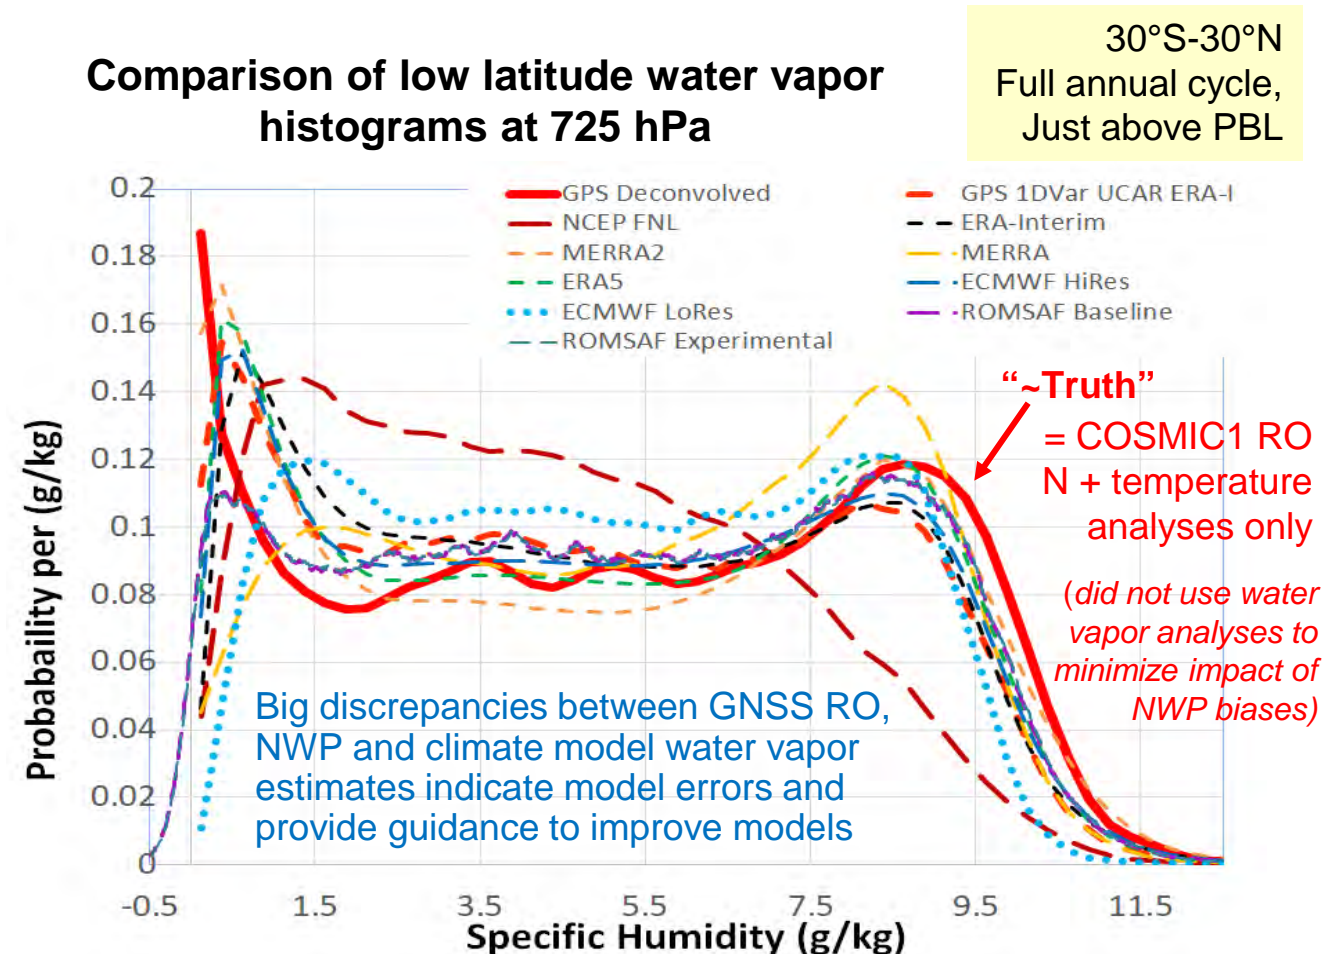 Comparison of low latitude water vapor
histograms at 725 hPa
30°S-30°N
Full annual cycle,
Just above PBL
GPS Deconvolved
GPS 1DVar UCAR ERA-I
NCEP FNL
ERA-Interim
MERRA2
MERRA
ERA5
ECMWF HiRes
ECMWF LoRes
ROMSAF Baseline
ROMSAF Experimental
"~Truth"
= COSMIC1 RO
N + temperature
analyses only
(did not use water
vapor analyses to
minimize impact of
NWP biases)
Big discrepancies between GNSS RO,
NWP and climate model water vapor
estimates indicate model errors and
provide guidance to improve models
Probabaility per (g/kg)
0.2
0.18
0.16
0.14
0.12
0.1
0.08
0.06
0.04
0.02
0
-0.5 1.5 3.5 5.5 7.5 9.5 11.5
Specific Humidity (g/kg)